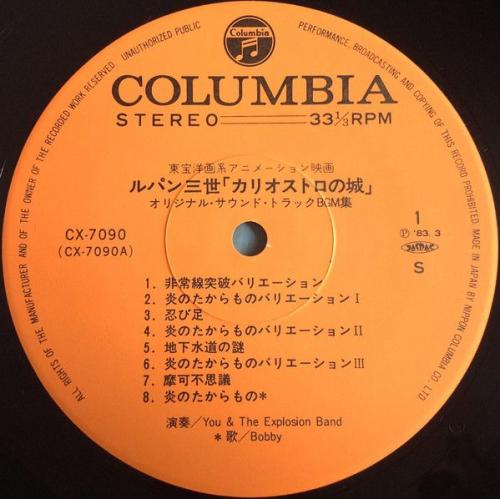 ALL RIGHTS OF THE MANUFACTURER AND OF THE OWNER OF THE RECORDED WORK RESERVED. UNAUTHORIZED PUBLIC PERFORMANCE, BROADCASTING AND COPYING OF THIS RECORD PROHIBITED. MADE IN JAPAN BY NIPPON COLUMBIA CO., LTD.
Columbia
COLUMBIA
STEREO 33⅓RPM
東宝洋画系アニメーション映画
ルパン三世「カリオストロの城」
オリジナル・サウンド・トラックBGM集
CX-7090
(CX-7090A)
1
Ⓟ '83. 3
S
1. 非常線突破バリエーション
2. 炎のたからものバリエーションⅠ
3. 忍び足
4. 炎のたからものバリエーションⅡ
5. 地下水道の謎
6. 炎のたからものバリエーションⅢ
7. 摩可不思議
8. 炎のたからもの*
演奏/You & The Explosion Band
*歌/Bobby